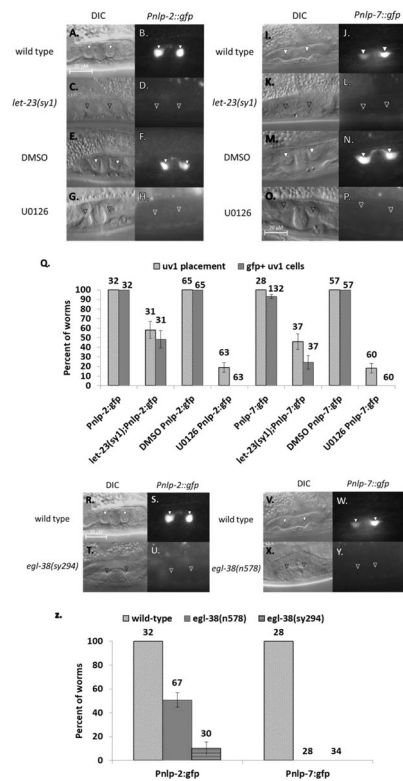 DIC Pnlp-2::gfp DIC Pnlp-7::gfp
wild type A. B. wild type I. J.
let-23(sy1) C. D. let-23(sy1) K. L.
DMSO E. F. DMSO M. N.
U0126 G. H. U0126 O. P.
Q.
uv1 placement gfp+ uv1 cells
Percent of worms
100
90
80
70
60
50
40
30
20
10
0
32 32 31 31 65 65 63 63 28 132 37 37 57 57 60 60
Pnlp-2:gfp
let-23(sy1);Pnlp-2:gfp
DMSO Pnlp-2:gfp
U0126 Pnlp-2:gfp
Pnlp-7:gfp
let-23(sy1);Pnlp-7:gfp
DMSO Pnlp-7:gfp
U0126 Pnlp-7:gfp
DIC Pnlp-2::gfp DIC Pnlp-7::gfp
wild type R. S. wild type V. W.
egl-38(sy294) T. U. egl-38(n578) X. Y.
z.
wild-type egl-38(n578) egl-38(sy294)
Percent of worms
100
80
60
40
20
0
32 67 30 28 28 34
Pnlp-2:gfp Pnlp-7:gfp